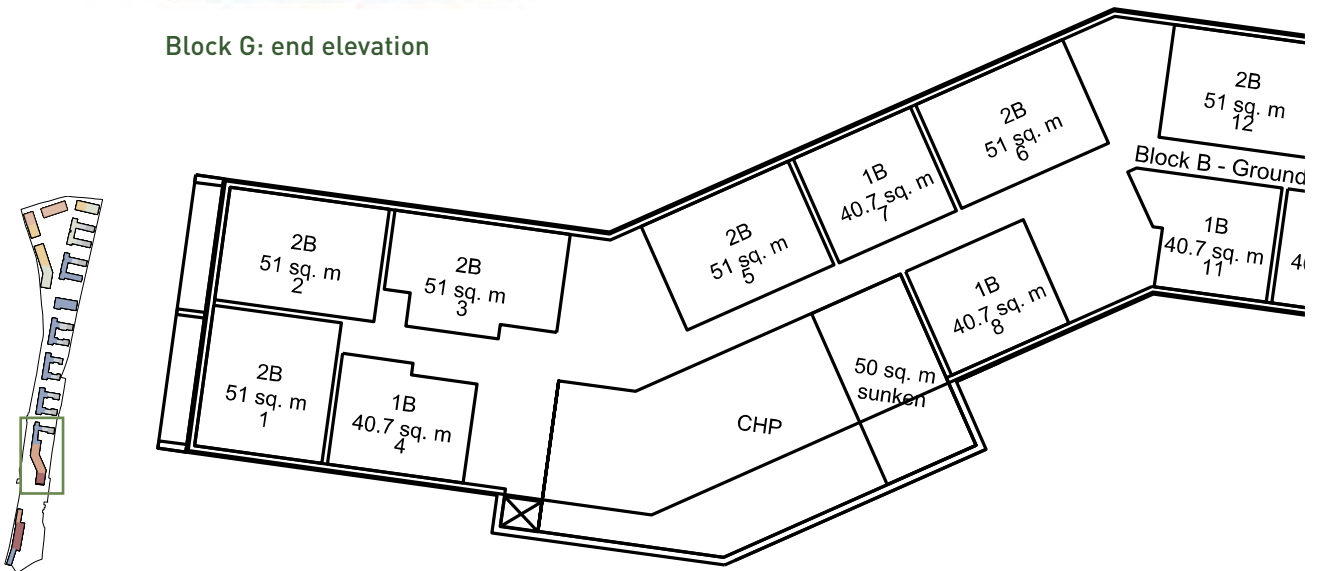 Block G: end elevation
2B
51 sq. m
2
2B
51 sq. m
3
2B
51 sq. m
1
1B
40.7 sq. m
4
2B
51 sq. m
5
1B
40.7 sq. m
7
2B
51 sq. m
6
1B
40.7 sq. m
8
50 sq. m
sunken
CHP
2B
51 sq. m
12
Block B - Ground
1B
40.7 sq. m
11